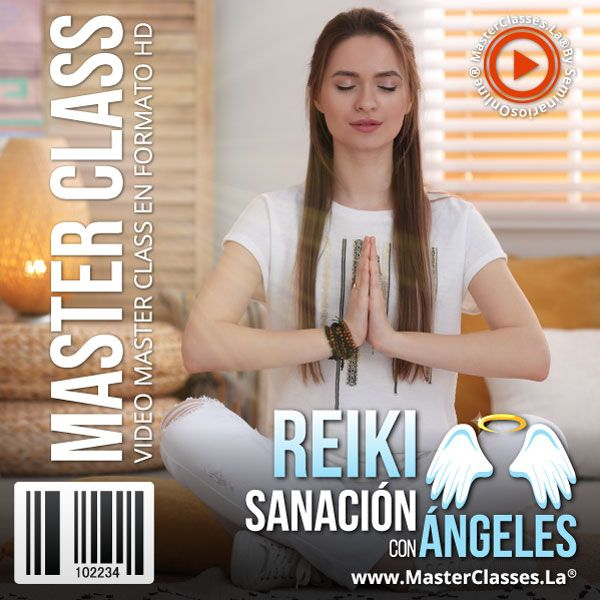 MASTER CLASS
VIDEO MASTER CLASS EN FORMATO HD
MasterClasses.La® By SeminariosOnline®
REIKI
SANACIÓN
CON ÁNGELES
102234
www.MasterClasses.La®